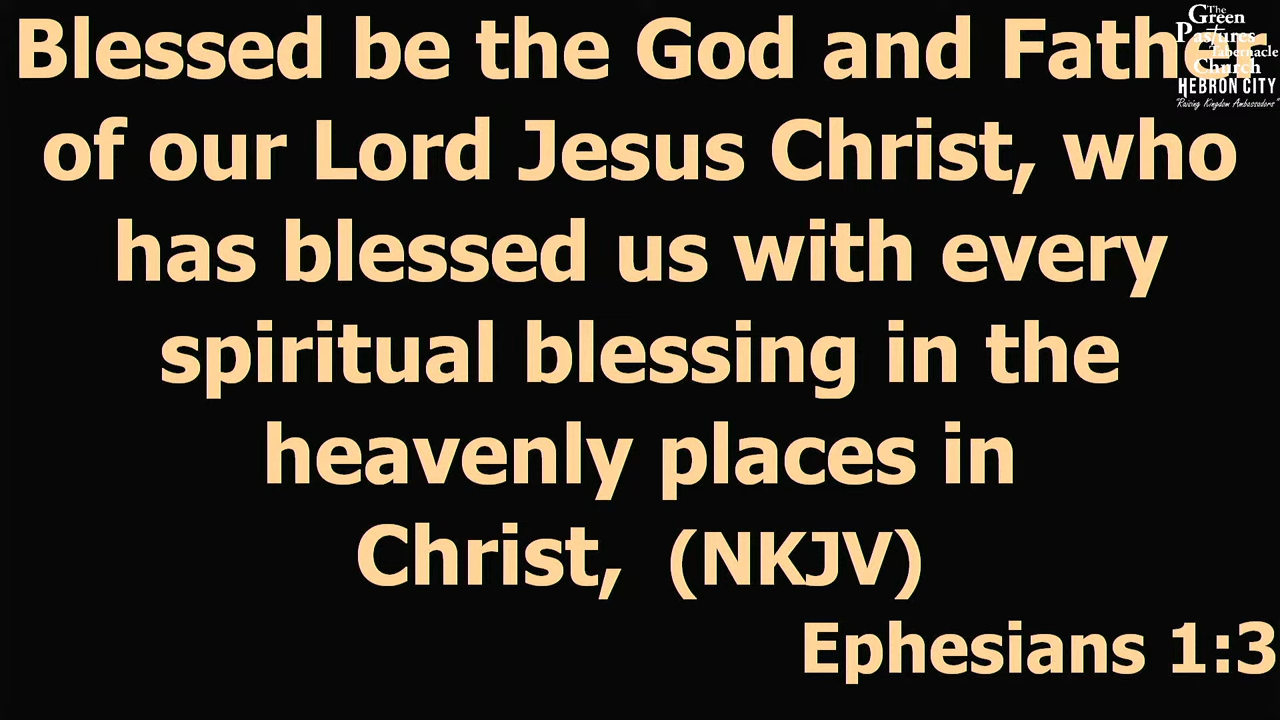 Blessed be the God and Father
of our Lord Jesus Christ, who
has blessed us with every
spiritual blessing in the
heavenly places in
Christ, (NKJV)
Ephesians 1:3
The
Green
Pastures
Tabernacle
Church
HEBRON CITY
"Raising Kingdom Ambassadors"